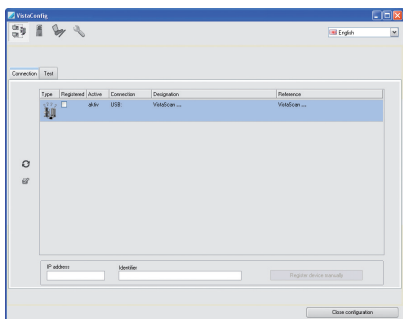 VistaConfig
English
Connection Test
Type Registered Active Connection Designation Reference
aktiv USB: VistaScan .... VistaScan ....
IP address Identifier
Register device manually
Close configuration